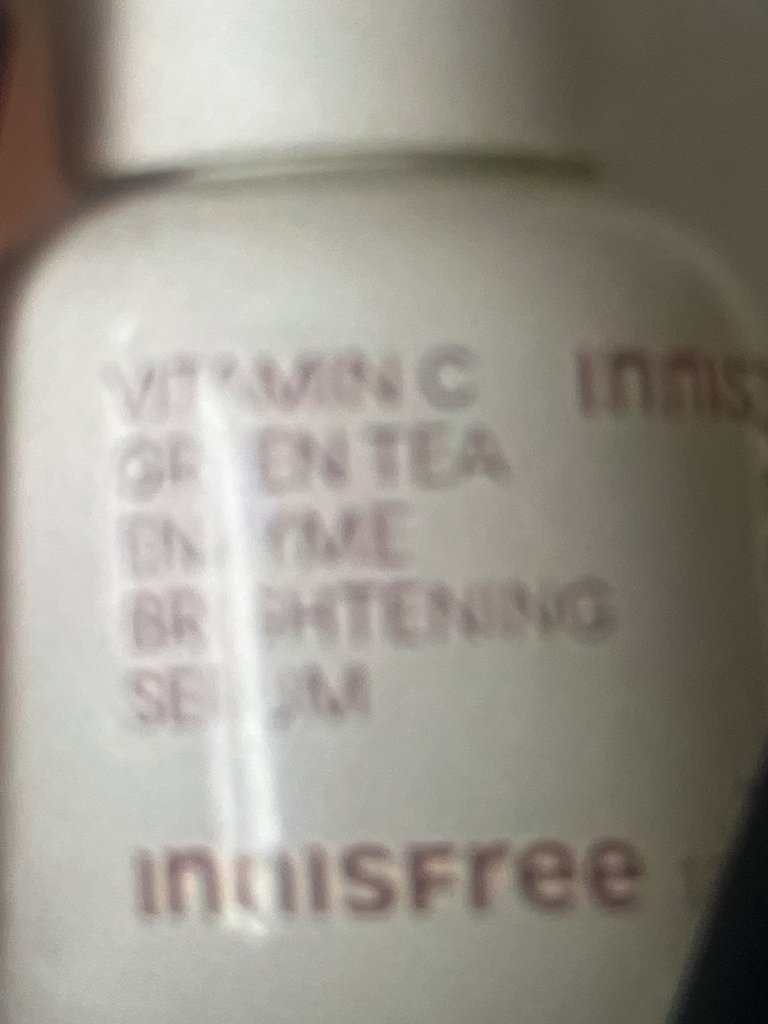 VITAMIN C
GREEN TEA
ENZYME
BRIGHTENING
SERUM
innisfree